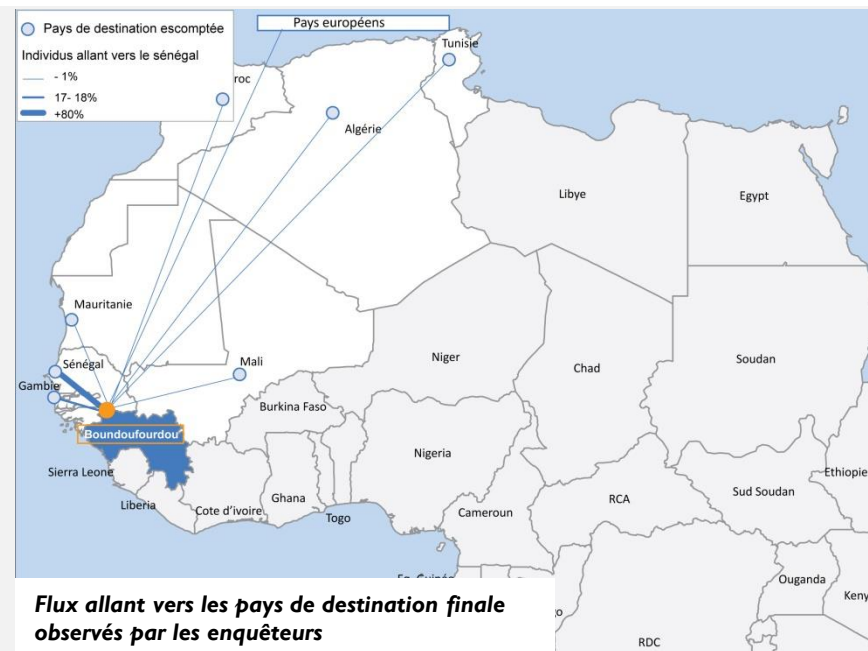 Pays de destination escomptée
Individus allant vers le sénégal
- 1%
17- 18%
+80%
Pays européens
Tunisie
roc
Algérie
Libye
Egypt
Mauritanie
Sénégal
Mali
Niger
Chad
Soudan
Gambie
Burkina Faso
Boundoufourdou
Nigeria
Sierra Leone
Ethiopie
Ghana
RCA
Sud Soudan
Liberia
Cote d'ivoire
Togo
Cameroun
Ouganda
Keny
RDC
Flux allant vers les pays de destination finale
observés par les enquêteurs